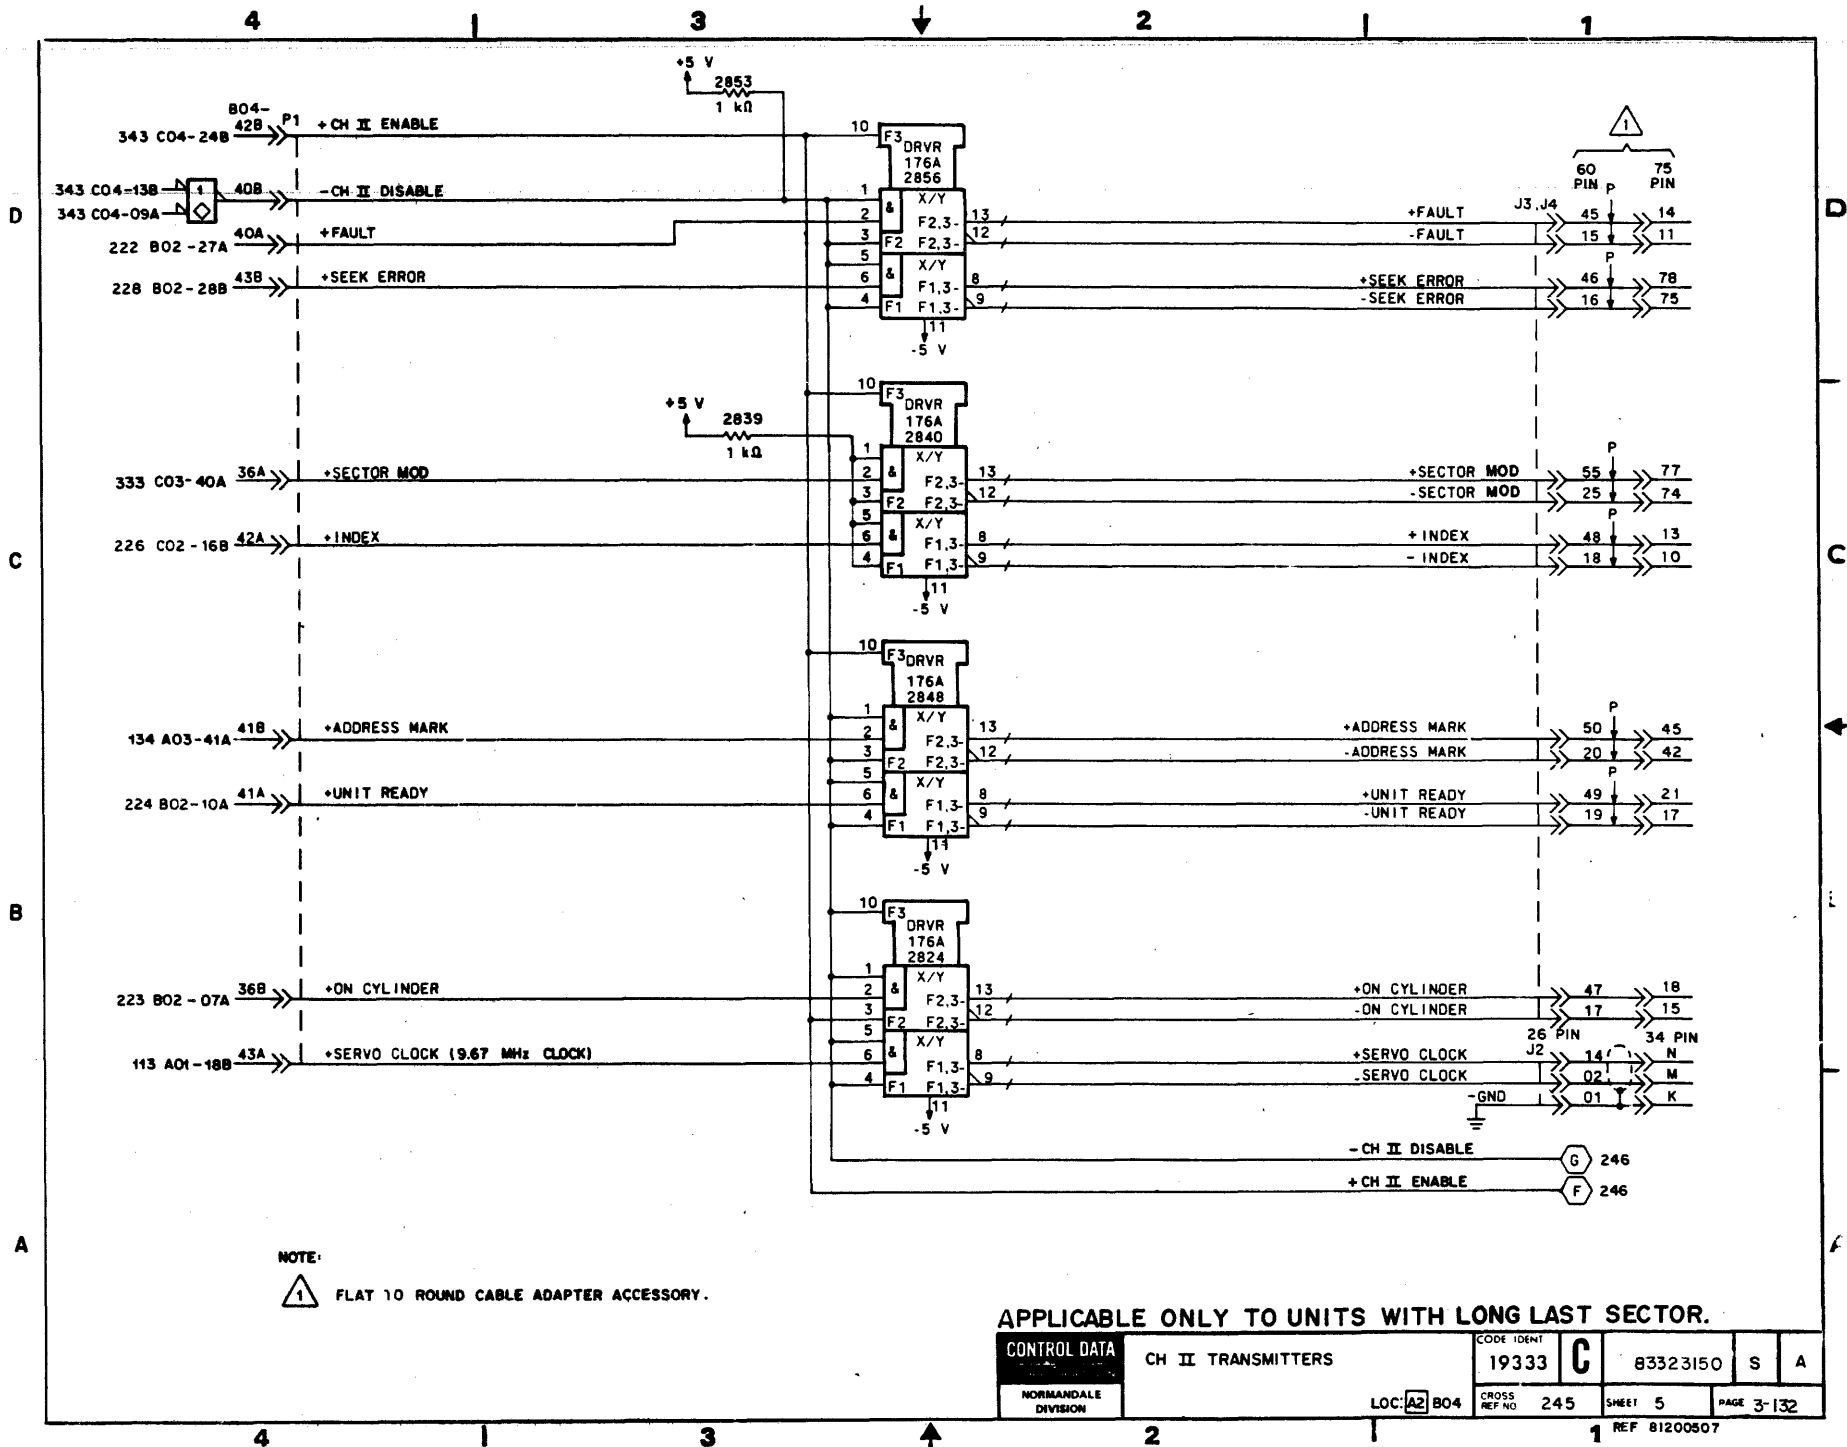 4 3 2 1
+5 V
2853
1 kΩ
B04-
343 C04-24B 42B P1 +CH II ENABLE
10 F3 DRVR
176A
2856
1
60 PIN
75 PIN
343 C04-13B 1 40B -CH II DISABLE
343 C04-09A
1 & X/Y
D
D
222 B02-27A 40A +FAULT
2 F2,3- 13 +FAULT J3,J4 45 P 14
3 F2 F2,3- 12 -FAULT 15 11
5 & X/Y
228 B02-28B 43B +SEEK ERROR
6 F1,3- 8 +SEEK ERROR 46 P 78
4 F1 F1,3- 9 -SEEK ERROR 16 75
11
-5 V
+5 V
2839
1 kΩ
10 F3 DRVR
176A
2840
1 & X/Y
333 C03-40A 36A +SECTOR MOD
2 F2,3- 13 +SECTOR MOD 55 P 77
3 F2 F2,3- 12 -SECTOR MOD 25 74
5 & X/Y
226 C02-16B 42A +INDEX
6 F1,3- 8 +INDEX 48 P 13
4 F1 F1,3- 9 -INDEX 18 10
C
C
11
-5 V
10 F3 DRVR
176A
2848
1 & X/Y
134 A03-41A 41B +ADDRESS MARK
2 F2,3- 13 +ADDRESS MARK 50 P 45
3 F2 F2,3- 12 -ADDRESS MARK 20 42
5 & X/Y
224 B02-10A 41A +UNIT READY
6 F1,3- 8 +UNIT READY 49 P 21
4 F1 F1,3- 9 -UNIT READY 19 17
11
-5 V
B
10 F3 DRVR
176A
2824
1 & X/Y
223 B02-07A 36B +ON CYLINDER
2 F2,3- 13 +ON CYLINDER 47 18
3 F2 F2,3- 12 -ON CYLINDER 17 15
26 PIN 34 PIN
5 & X/Y J2
113 A01-18B 43A +SERVO CLOCK (9.67 MHz CLOCK)
6 F1,3- 8 +SERVO CLOCK 14 N
4 F1 F1,3- 9 -SERVO CLOCK 02 M
-GND 01 K
11
-5 V
-CH II DISABLE G 246
+CH II ENABLE F 246
A
NOTE:
1 FLAT TO ROUND CABLE ADAPTER ACCESSORY.
APPLICABLE ONLY TO UNITS WITH LONG LAST SECTOR.
CONTROL DATA
NORMANDALE
DIVISION
CH II TRANSMITTERS
LOC: A2 B04
CODE IDENT
19333 C 83323150 S A
CROSS REF NO 245 SHEET 5 PAGE 3-132
4 3 2 1
REF 81200507